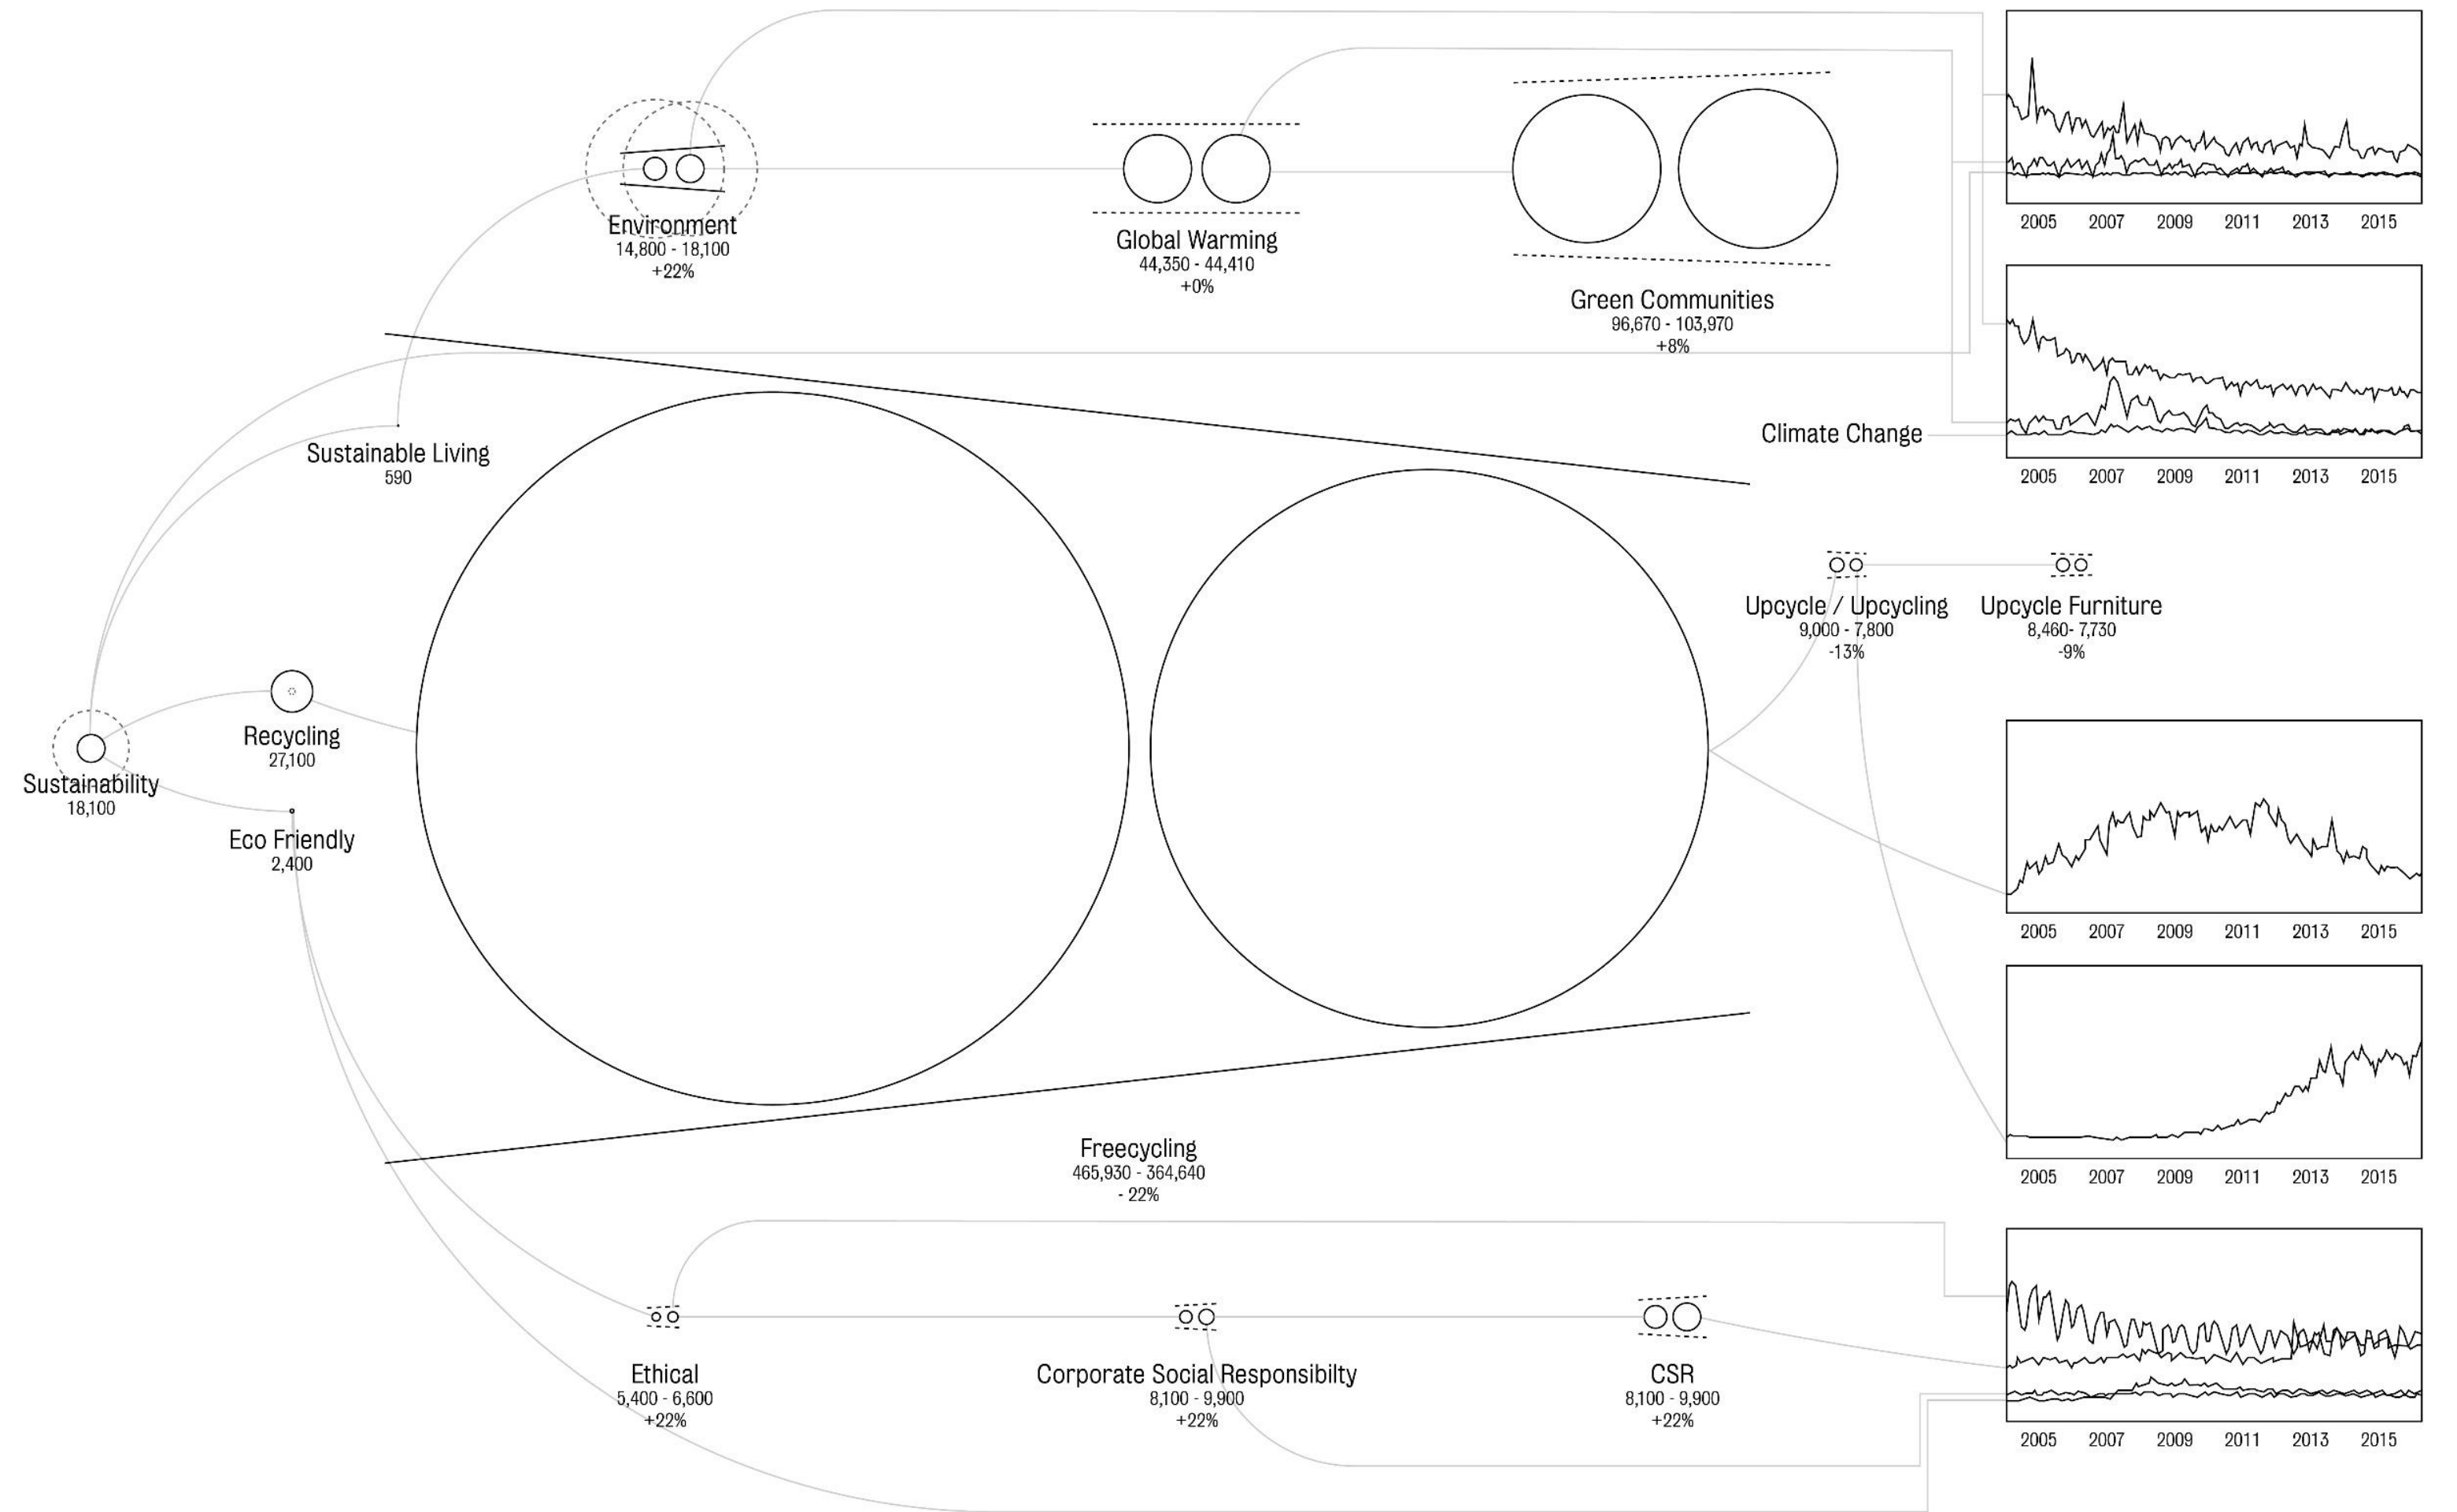 2005 2007 2009 2011 2013 2015
Environment
14,800 - 18,100
+22%
Global Warming
44,350 - 44,410
+0%
Green Communities
96,670 - 103,970
+8%
Climate Change
2005 2007 2009 2011 2013 2015
Sustainable Living
590
Upcycle / Upcycling
9,000 - 7,800
-13%
Upcycle Furniture
8,460- 7,730
-9%
Recycling
27,100
Sustainability
18,100
Eco Friendly
2,400
2005 2007 2009 2011 2013 2015
Freecycling
465,930 - 364,640
- 22%
2005 2007 2009 2011 2013 2015
Ethical
5,400 - 6,600
+22%
Corporate Social Responsibilty
8,100 - 9,900
+22%
CSR
8,100 - 9,900
+22%
2005 2007 2009 2011 2013 2015